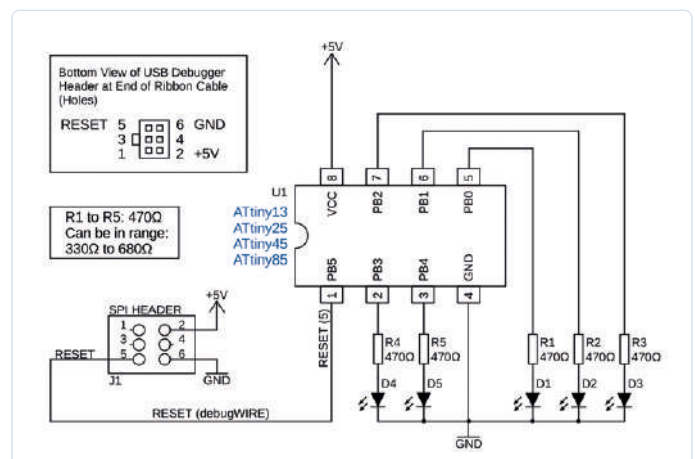 +5V
Bottom View of USB Debugger
Header at End of Ribbon Cable
(Holes)
RESET 5 6 GND
3 4
1 2 +5V
8 7 6 5
U1
VCC PB2 PB1 PB0
ATtiny13
ATtiny25
ATtiny45
ATtiny85
PB5 PB3 PB4 GND
1 2 3 4
R1 to R5: 470Ω
Can be in range:
330Ω to 680Ω
+5V
SPI HEADER
1 2
3 4
RESET 5 6
J1
GND
RESET (5)
RESET (debugWIRE)
R4
470Ω
R5
470Ω
R1
470Ω
R2
470Ω
R3
470Ω
D4 D5 D1 D2 D3
GND